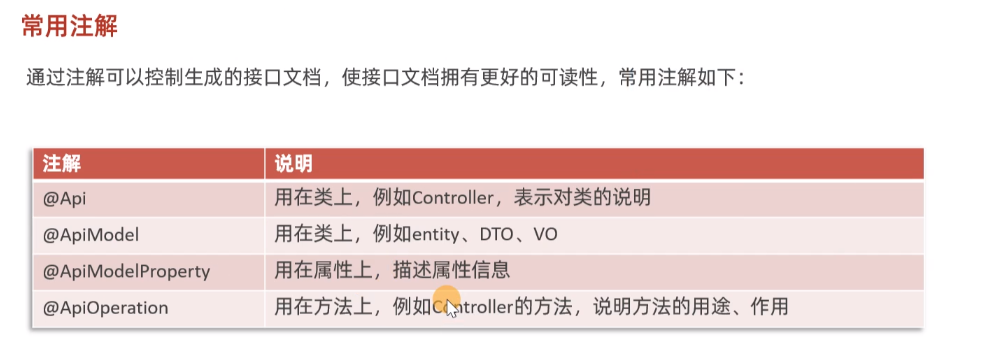 常用注解
通过注解可以控制生成的接口文档，使接口文档拥有更好的可读性，常用注解如下：
注解 说明
@Api 用在类上，例如Controller，表示对类的说明
@ApiModel 用在类上，例如entity、DTO、VO
@ApiModelProperty 用在属性上，描述属性信息
@ApiOperation 用在方法上，例如Controller的方法，说明方法的用途、作用